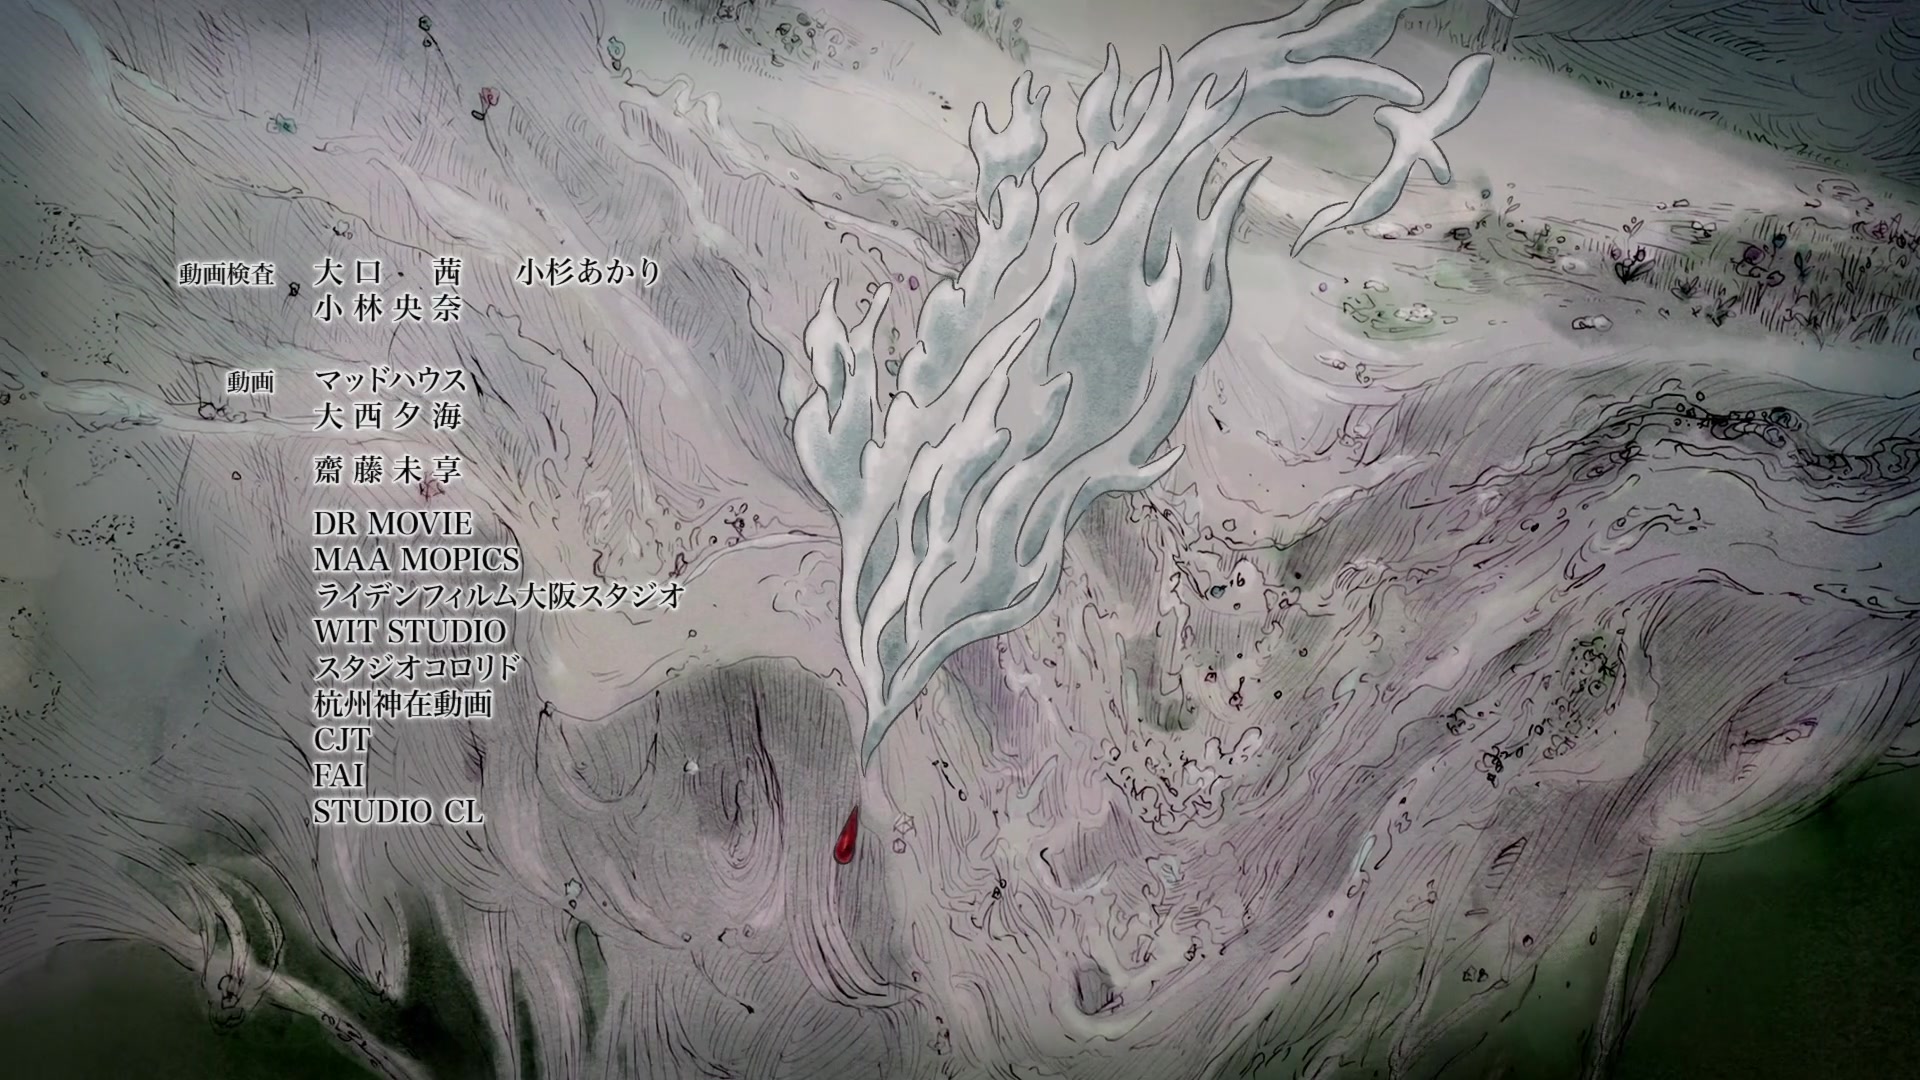 動画検査 大口 茜 小杉あかり
小林央奈
動画 マッドハウス
大西夕海
齋藤未享
DR MOVIE
MAA MOPICS
ライデンフィルム大阪スタジオ
WIT STUDIO
スタジオコロリド
杭州神在動画
CJT
FAI
STUDIO CL